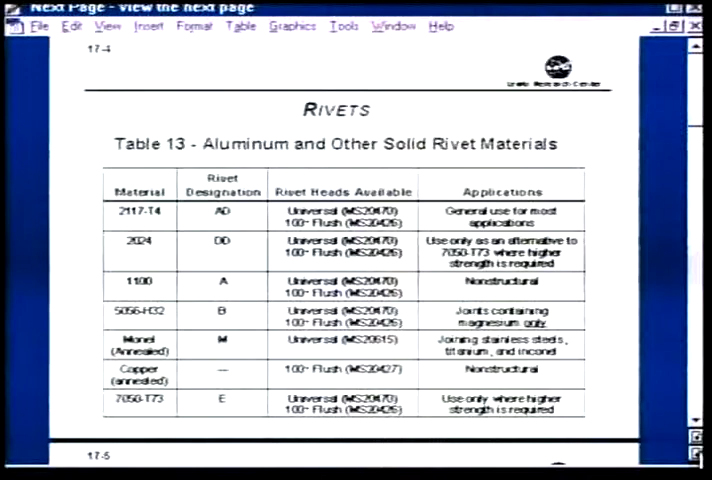 Next Page - View the next page
File Edit View Insert Format Table Graphics Tools Window Help
17-4
Lewis Research Center
RIVETS
Table 13 - Aluminum and Other Solid Rivet Materials
Material Rivet Designation Rivet Heads Available Applications
2117-T4 AD Universal (MS20470) General use for most
100° Flush (MS20426) applications
2024 DD Universal (MS20470) Use only as an alternative to
100° Flush (MS20426) 7050-T73 where higher
strength is required
1100 A Universal (MS20470) Nonstructural
100° Flush (MS20426)
5056-H32 B Universal (MS20470) Joints containing
100° Flush (MS20426) magnesium only
Monel M Universal (MS20615) Joining stainless steels,
(Annealed) titanium, and inconel
Copper — 100° Flush (MS20427) Nonstructural
(annealed)
7050-T73 E Universal (MS20470) Use only where higher
100° Flush (MS20426) strength is required
17-5